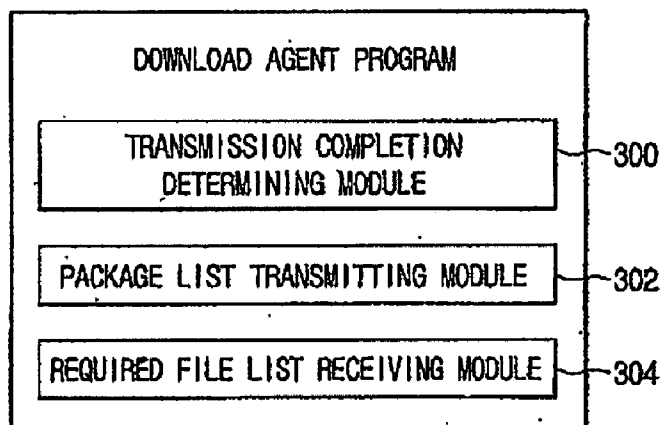 DOWNLOAD AGENT PROGRAM
TRANSMISSION COMPLETION
DETERMINING MODULE
300
PACKAGE LIST TRANSMITTING MODULE
302
REQUIRED FILE LIST RECEIVING MODULE
304